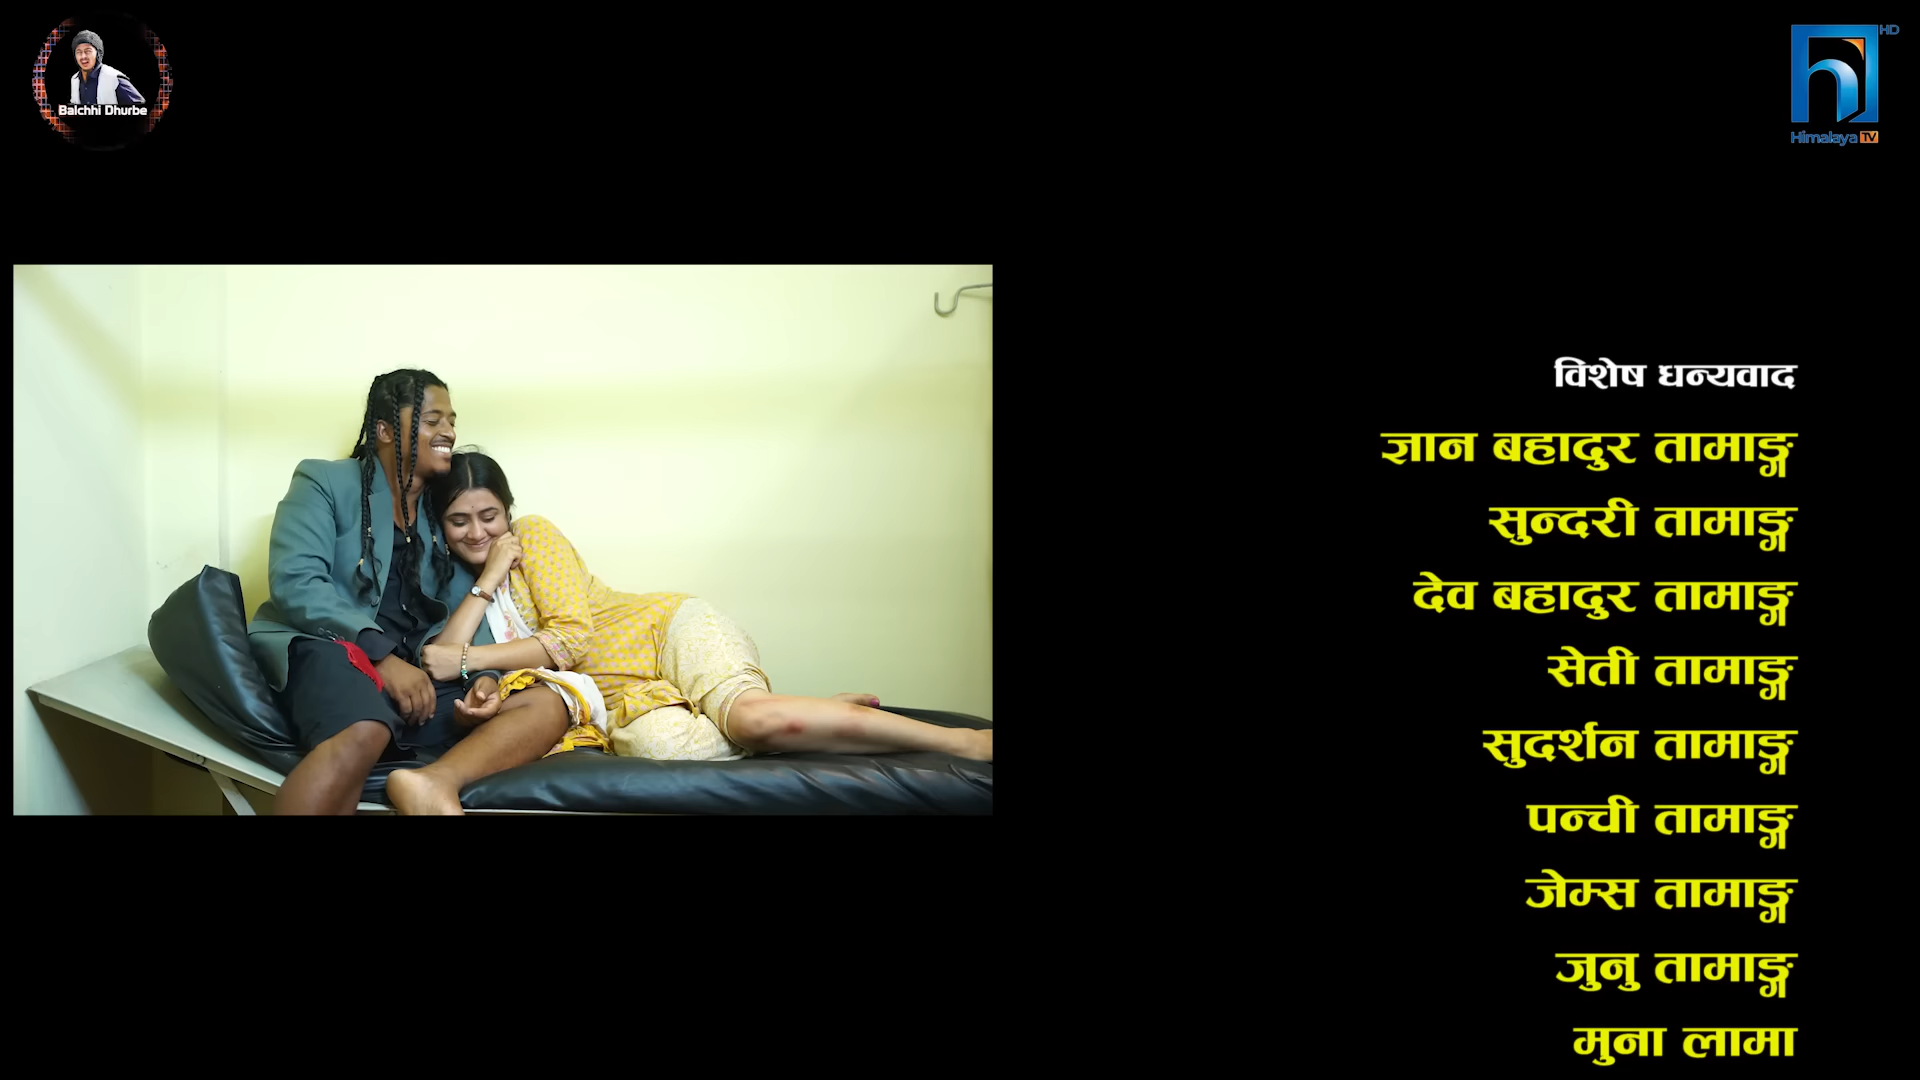 Balchhi Dhurbe
HD
Himalaya TV
विशेष धन्यवाद
ज्ञान बहादुर तामाङ्ग
सुन्दरी तामाङ्ग
देव बहादुर तामाङ्ग
सेती तामाङ्ग
सुदर्शन तामाङ्ग
पन्ची तामाङ्ग
जेम्स तामाङ्ग
जुनु तामाङ्ग
मुना लामा